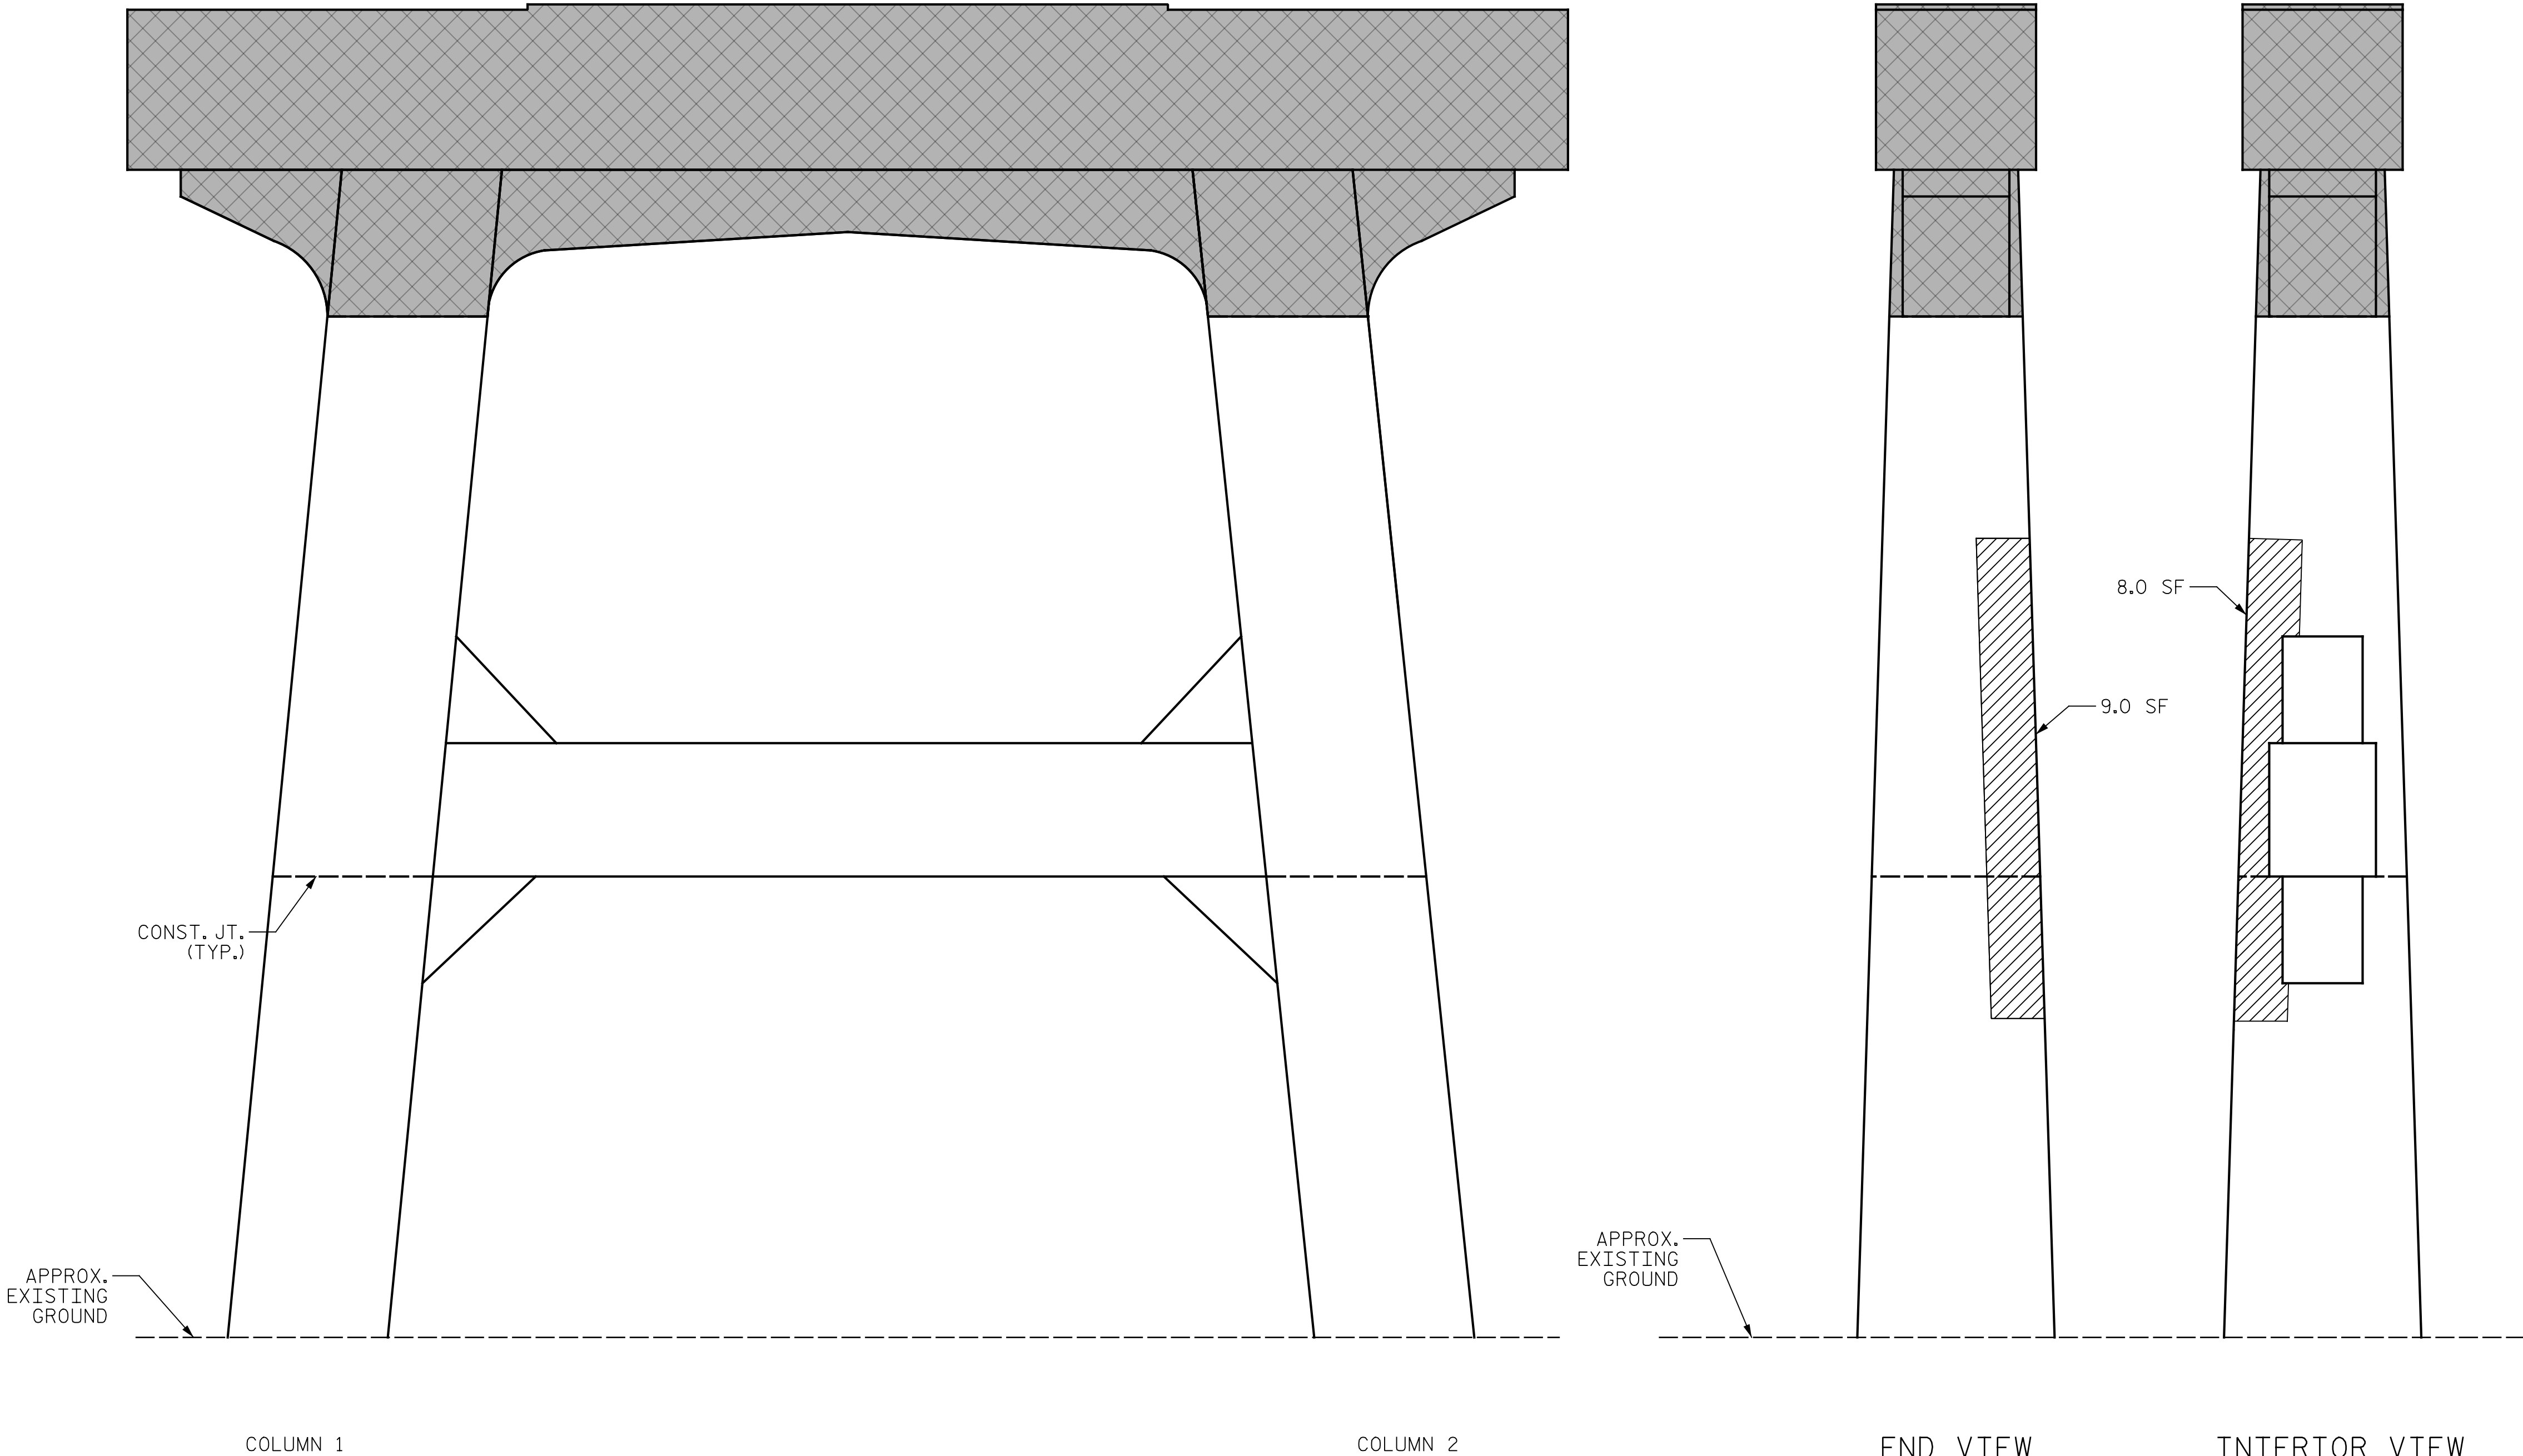 8.0 SF
9.0 SF
CONST. JT.
(TYP.)
APPROX.
EXISTING
GROUND
APPROX.
EXISTING
GROUND
COLUMN 1
COLUMN 2
END VIEW
INTERIOR VIEW